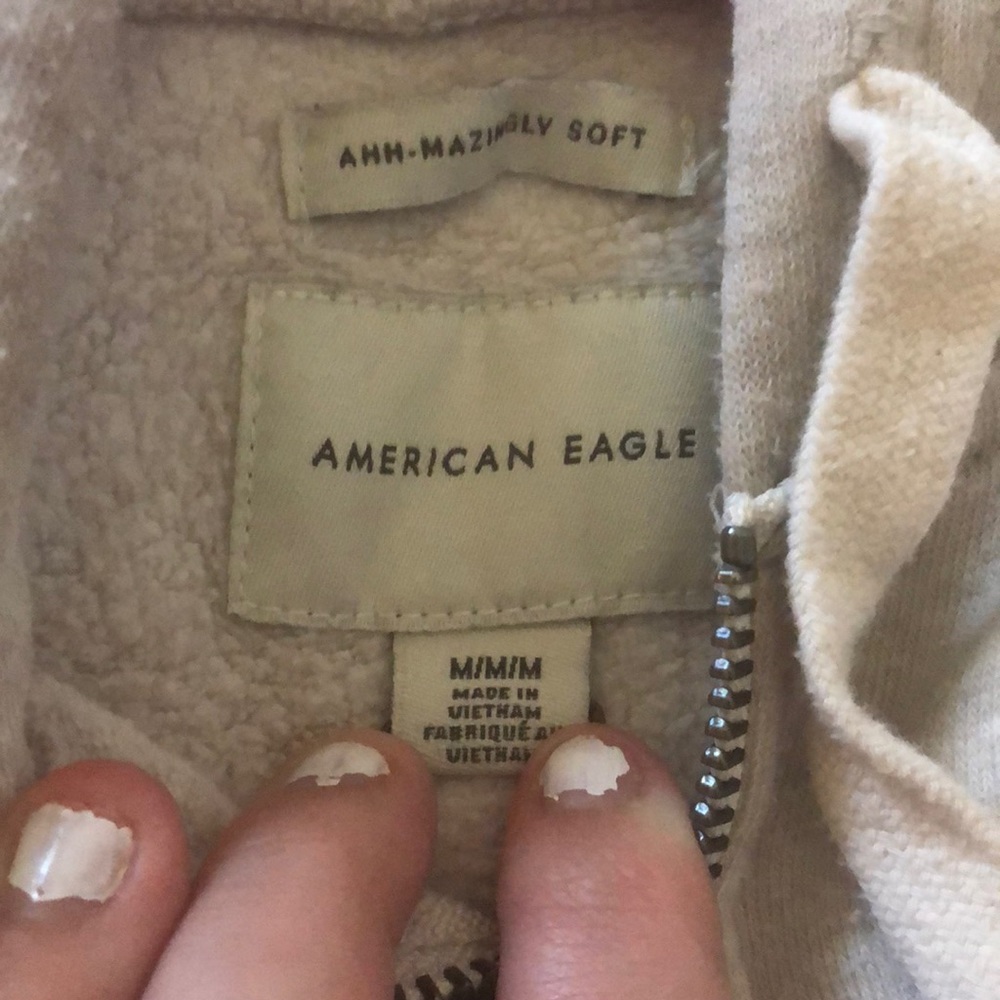 AHH-MAZINGLY SOFT
AMERICAN EAGLE
M/M/M
MADE IN
VIETNAM
FABRIQUÉ AU
VIETNAM